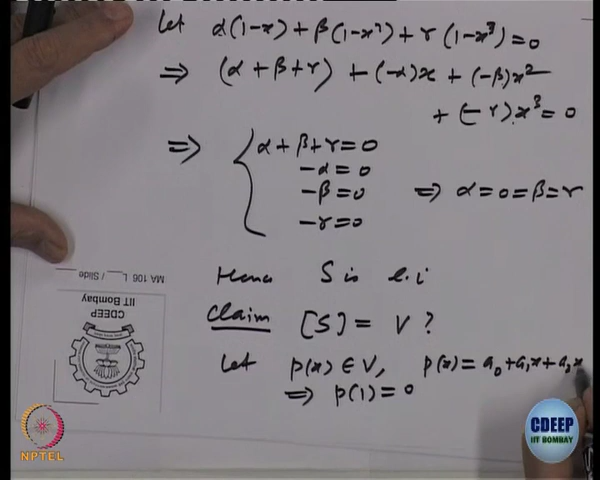 Let α(1-x) + β(1-x²) + γ(1-x³) = 0
⇒ (α + β + γ) + (-α)x + (-β)x²
+ (-γ)x³ = 0
⇒ { α + β + γ = 0
-α = 0
-β = 0 ⇒ α = 0 = β = γ
-γ = 0
Hence S is l.i
Claim [S] = V ?
Let p(x) ∈ V, p(x) = a₀ + a₁x + a₂x
⇒ p(1) = 0
MA 106 L___ / Slide
CDEEP
IIT Bombay
NPTEL
CDEEP
IIT BOMBAY